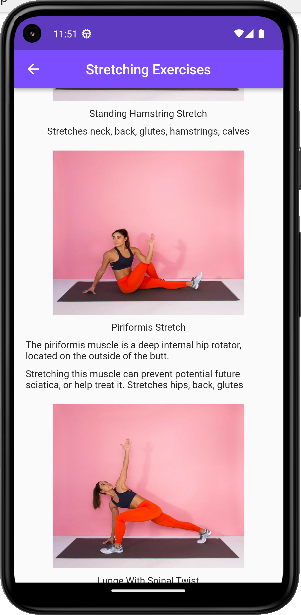 11:51
Stretching Exercises
Standing Hamstring Stretch
Stretches neck, back, glutes, hamstrings, calves
Piriformis Stretch
The piriformis muscle is a deep internal hip rotator,
located on the outside of the butt.
Stretching this muscle can prevent potential future
sciatica, or help treat it. Stretches hips, back, glutes
Lunge With Spinal Twist